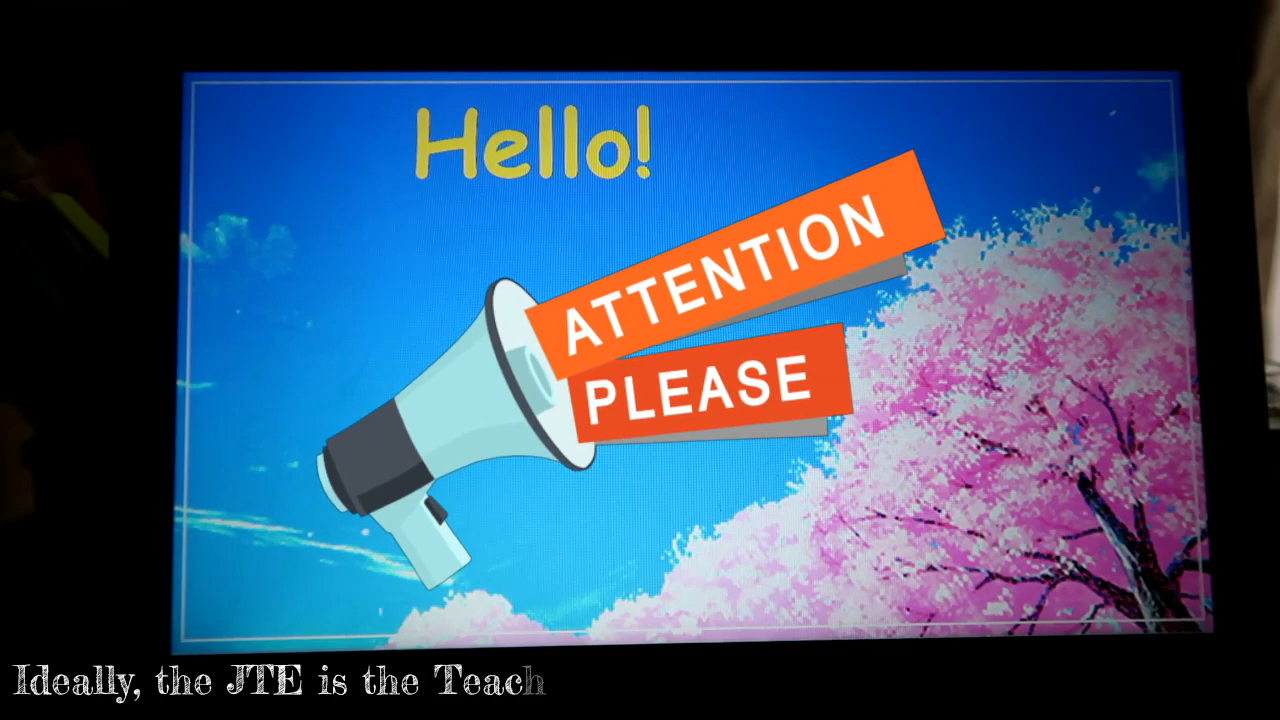 Hello!
ATTENTION
PLEASE
Ideally, the JTE is the Teach